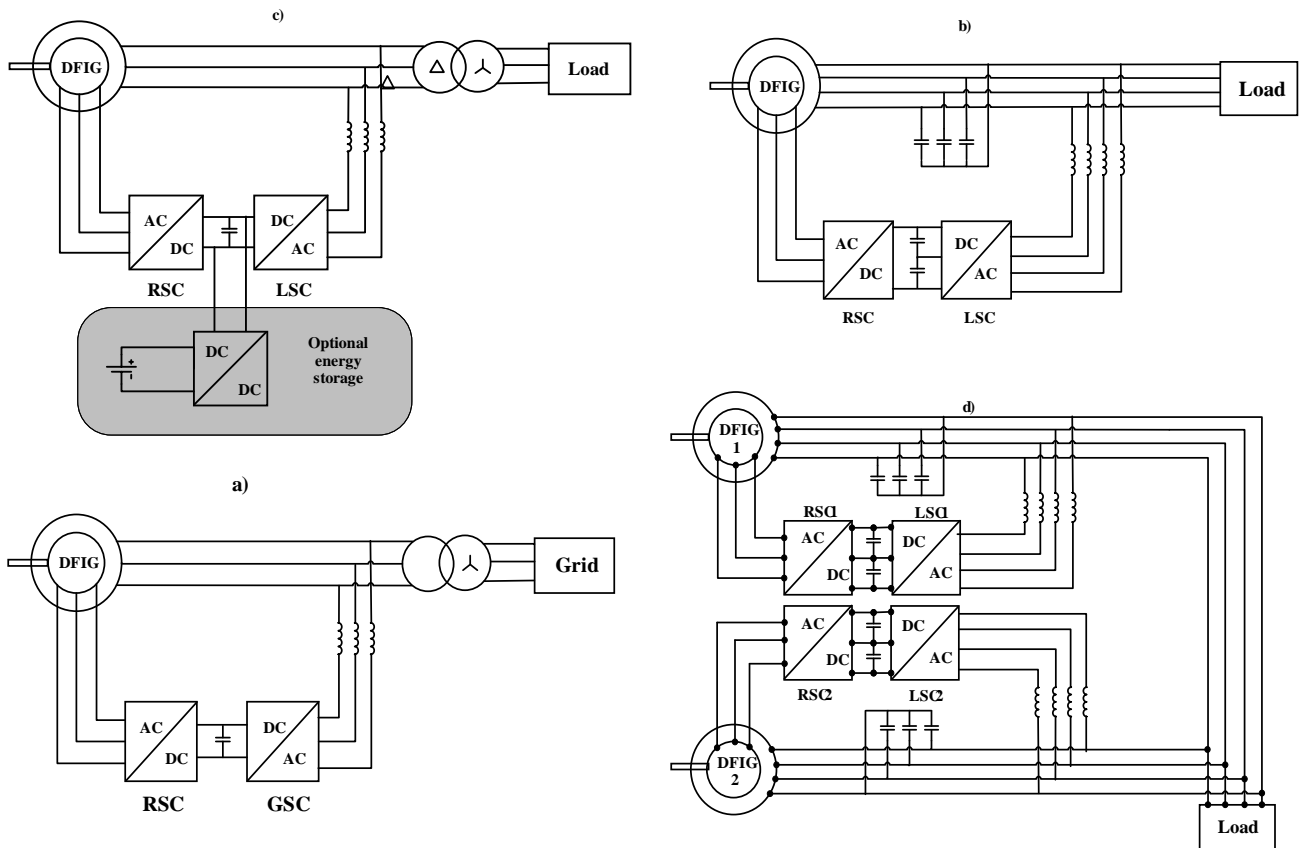 c)
DFIG
Δ
Δ
Load
AC
DC
DC
AC
RSC
LSC
DC
DC
+
-
Optional
energy
storage
b)
DFIG
Load
AC
DC
DC
AC
RSC
LSC
a)
DFIG
Grid
AC
DC
DC
AC
RSC
GSC
d)
DFIG
1
RSC1
LSC1
AC
DC
DC
AC
AC
DC
DC
AC
RSC2
LSC2
DFIG
2
Load